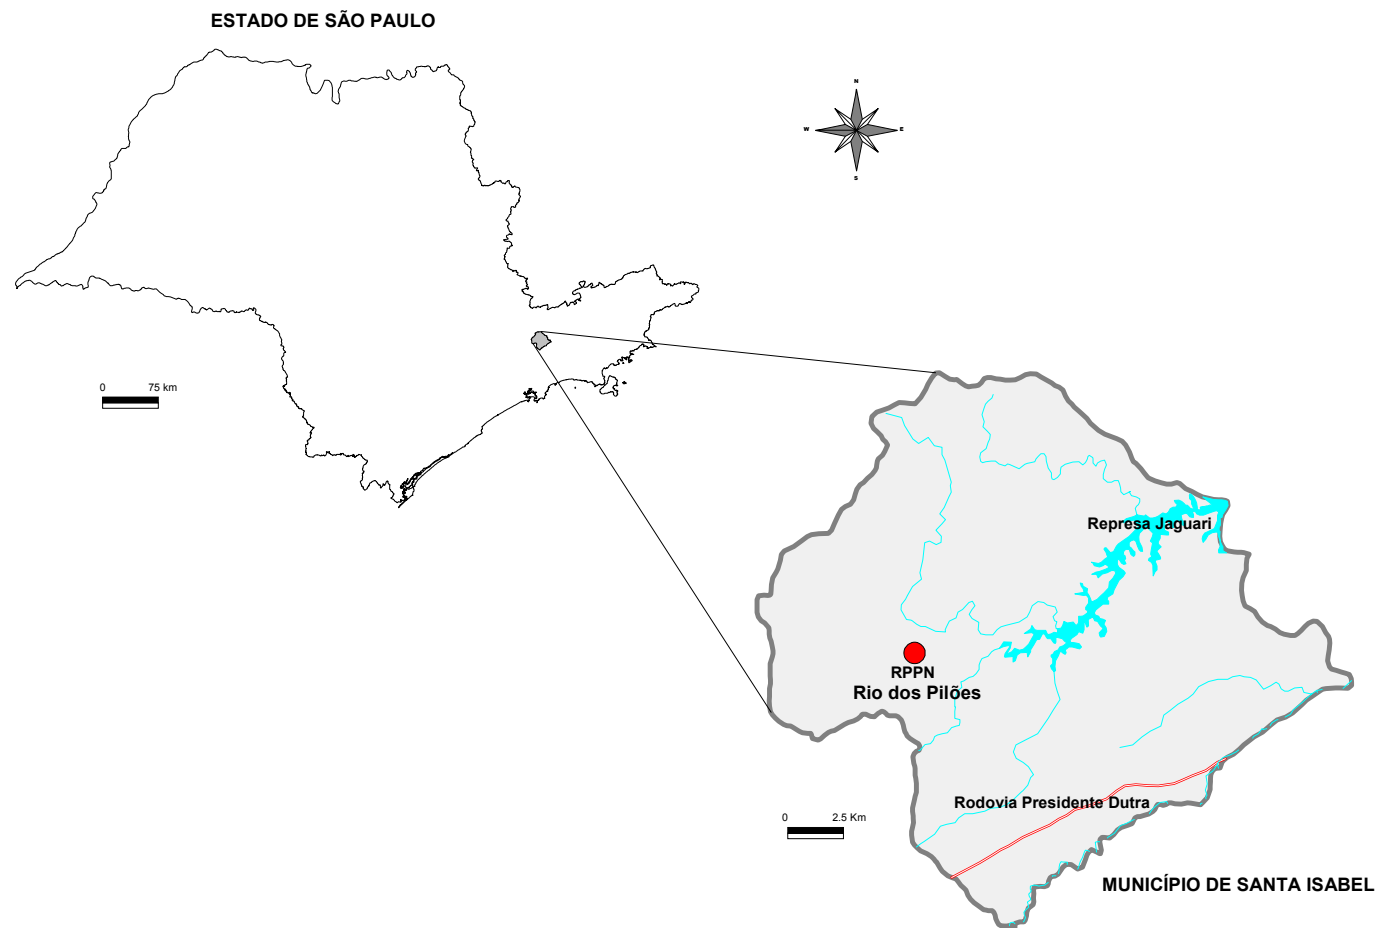 ESTADO DE SÃO PAULO
N
W
E
S
0 75 km
Represa Jaguari
RPPN
Rio dos Pilões
Rodovia Presidente Dutra
0 2.5 Km
MUNICÍPIO DE SANTA ISABEL